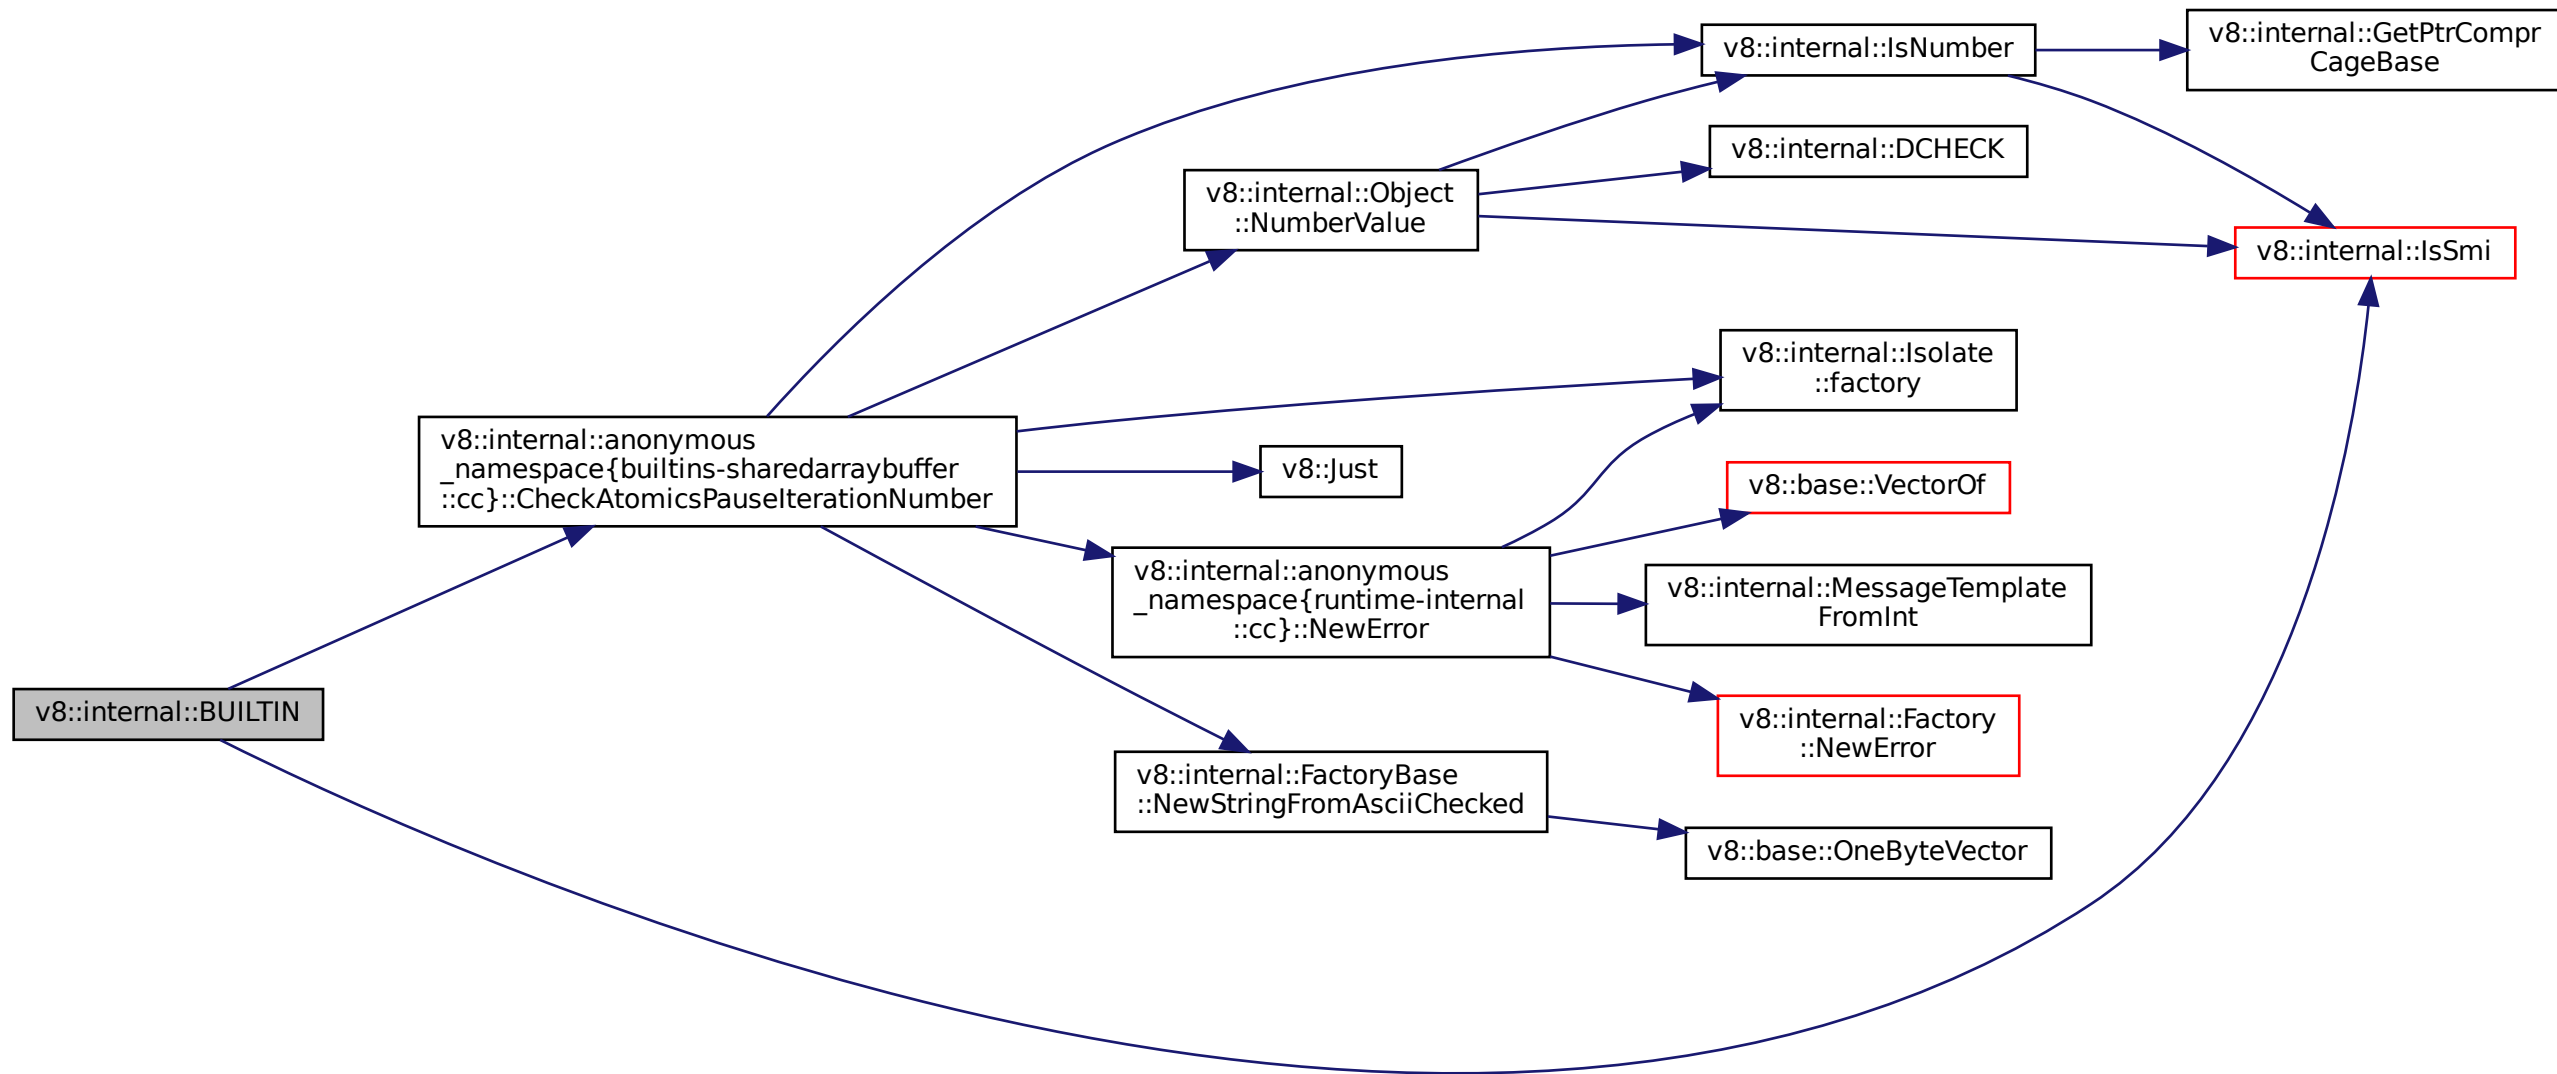 v8::internal::BUILTIN
v8::internal::anonymous
_namespace{builtins-sharedarraybuffer
::cc}::CheckAtomicsPauseIterationNumber
v8::internal::Object
::NumberValue
v8::Just
v8::internal::anonymous
_namespace{runtime-internal
::cc}::NewError
v8::internal::FactoryBase
::NewStringFromAsciiChecked
v8::internal::IsNumber
v8::internal::DCHECK
v8::internal::Isolate
::factory
v8::base::VectorOf
v8::internal::MessageTemplate
FromInt
v8::internal::Factory
::NewError
v8::base::OneByteVector
v8::internal::GetPtrCompr
CageBase
v8::internal::IsSmi